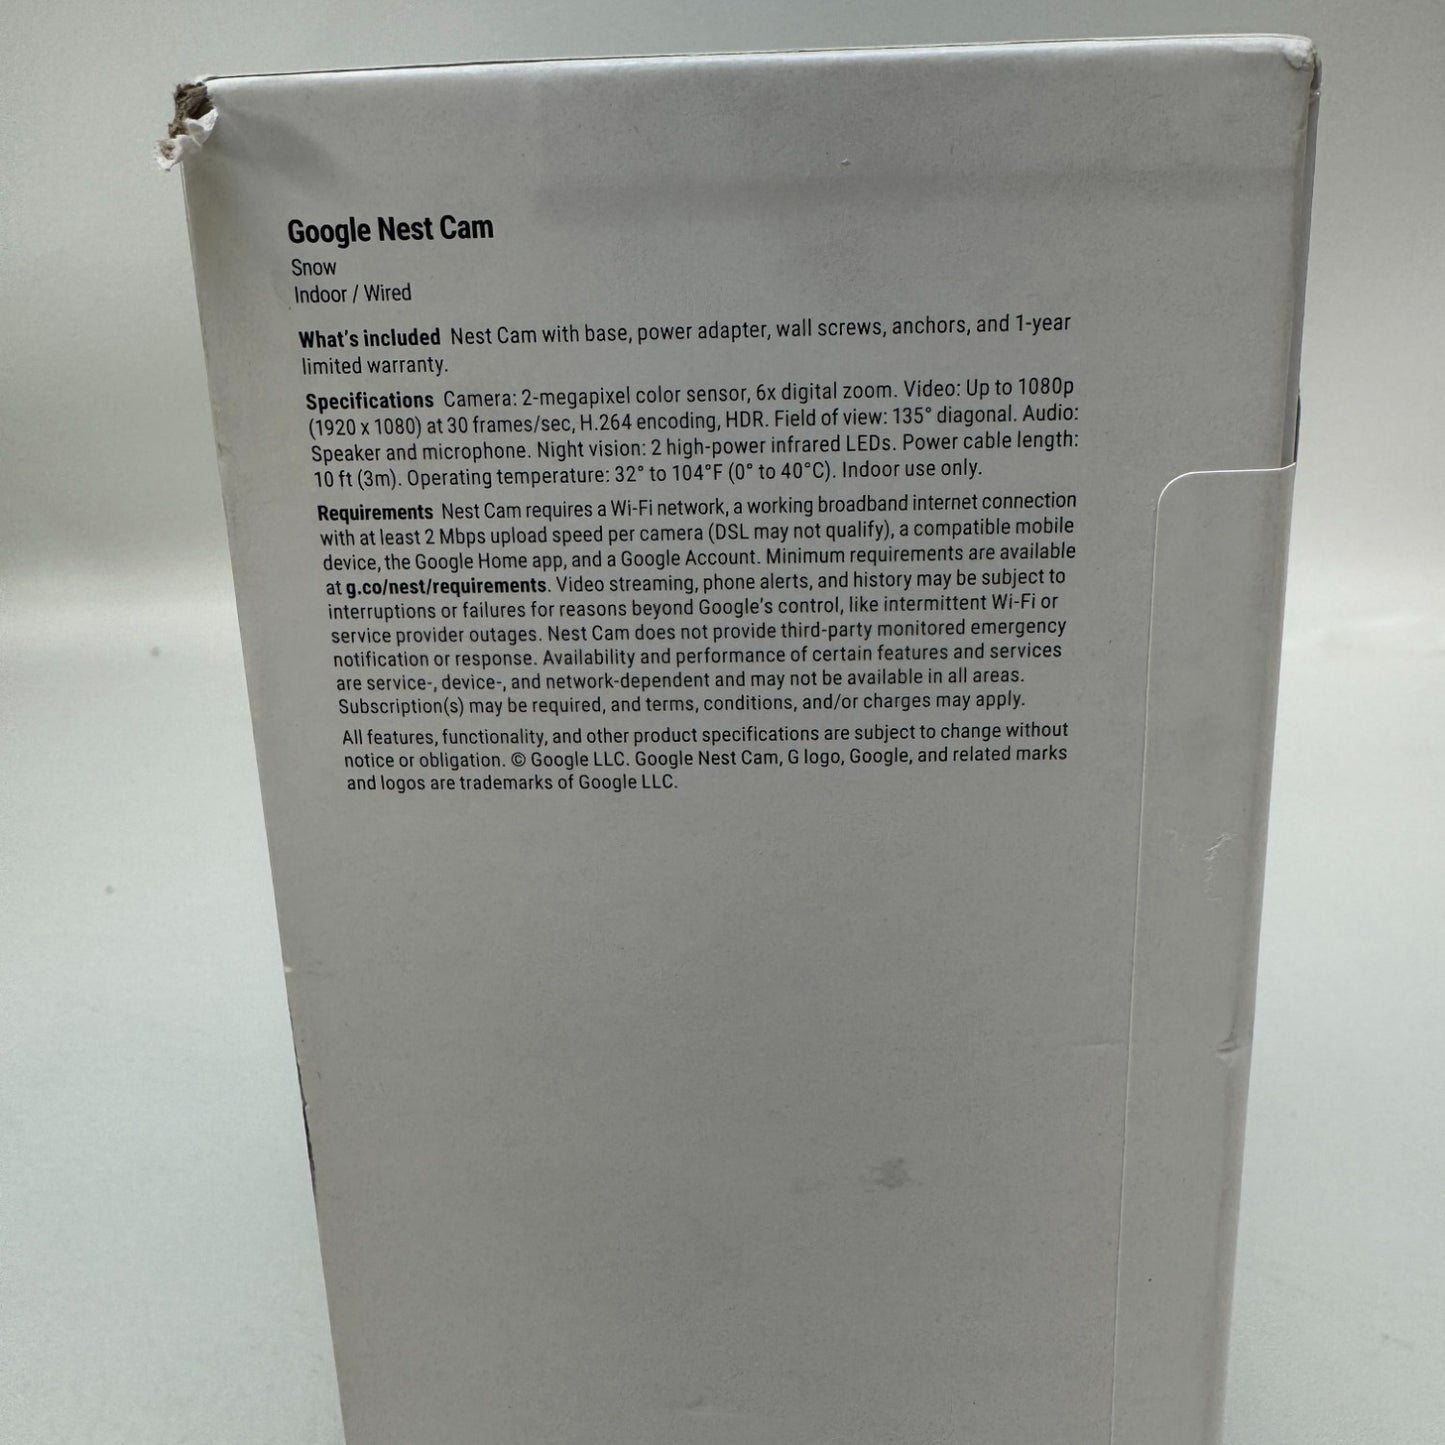 Google Nest Cam
Snow
Indoor / Wired
What's included Nest Cam with base, power adapter, wall screws, anchors, and 1-year
limited warranty.
Specifications Camera: 2-megapixel color sensor, 6x digital zoom. Video: Up to 1080p
(1920 x 1080) at 30 frames/sec, H.264 encoding, HDR. Field of view: 135° diagonal. Audio:
Speaker and microphone. Night vision: 2 high-power infrared LEDs. Power cable length:
10 ft (3m). Operating temperature: 32° to 104°F (0° to 40°C). Indoor use only.
Requirements Nest Cam requires a Wi-Fi network, a working broadband internet connection
with at least 2 Mbps upload speed per camera (DSL may not qualify), a compatible mobile
device, the Google Home app, and a Google Account. Minimum requirements are available
at g.co/nest/requirements. Video streaming, phone alerts, and history may be subject to
interruptions or failures for reasons beyond Google's control, like intermittent Wi-Fi or
service provider outages. Nest Cam does not provide third-party monitored emergency
notification or response. Availability and performance of certain features and services
are service-, device-, and network-dependent and may not be available in all areas.
Subscription(s) may be required, and terms, conditions, and/or charges may apply.
All features, functionality, and other product specifications are subject to change without
notice or obligation. © Google LLC. Google Nest Cam, G logo, Google, and related marks
and logos are trademarks of Google LLC.